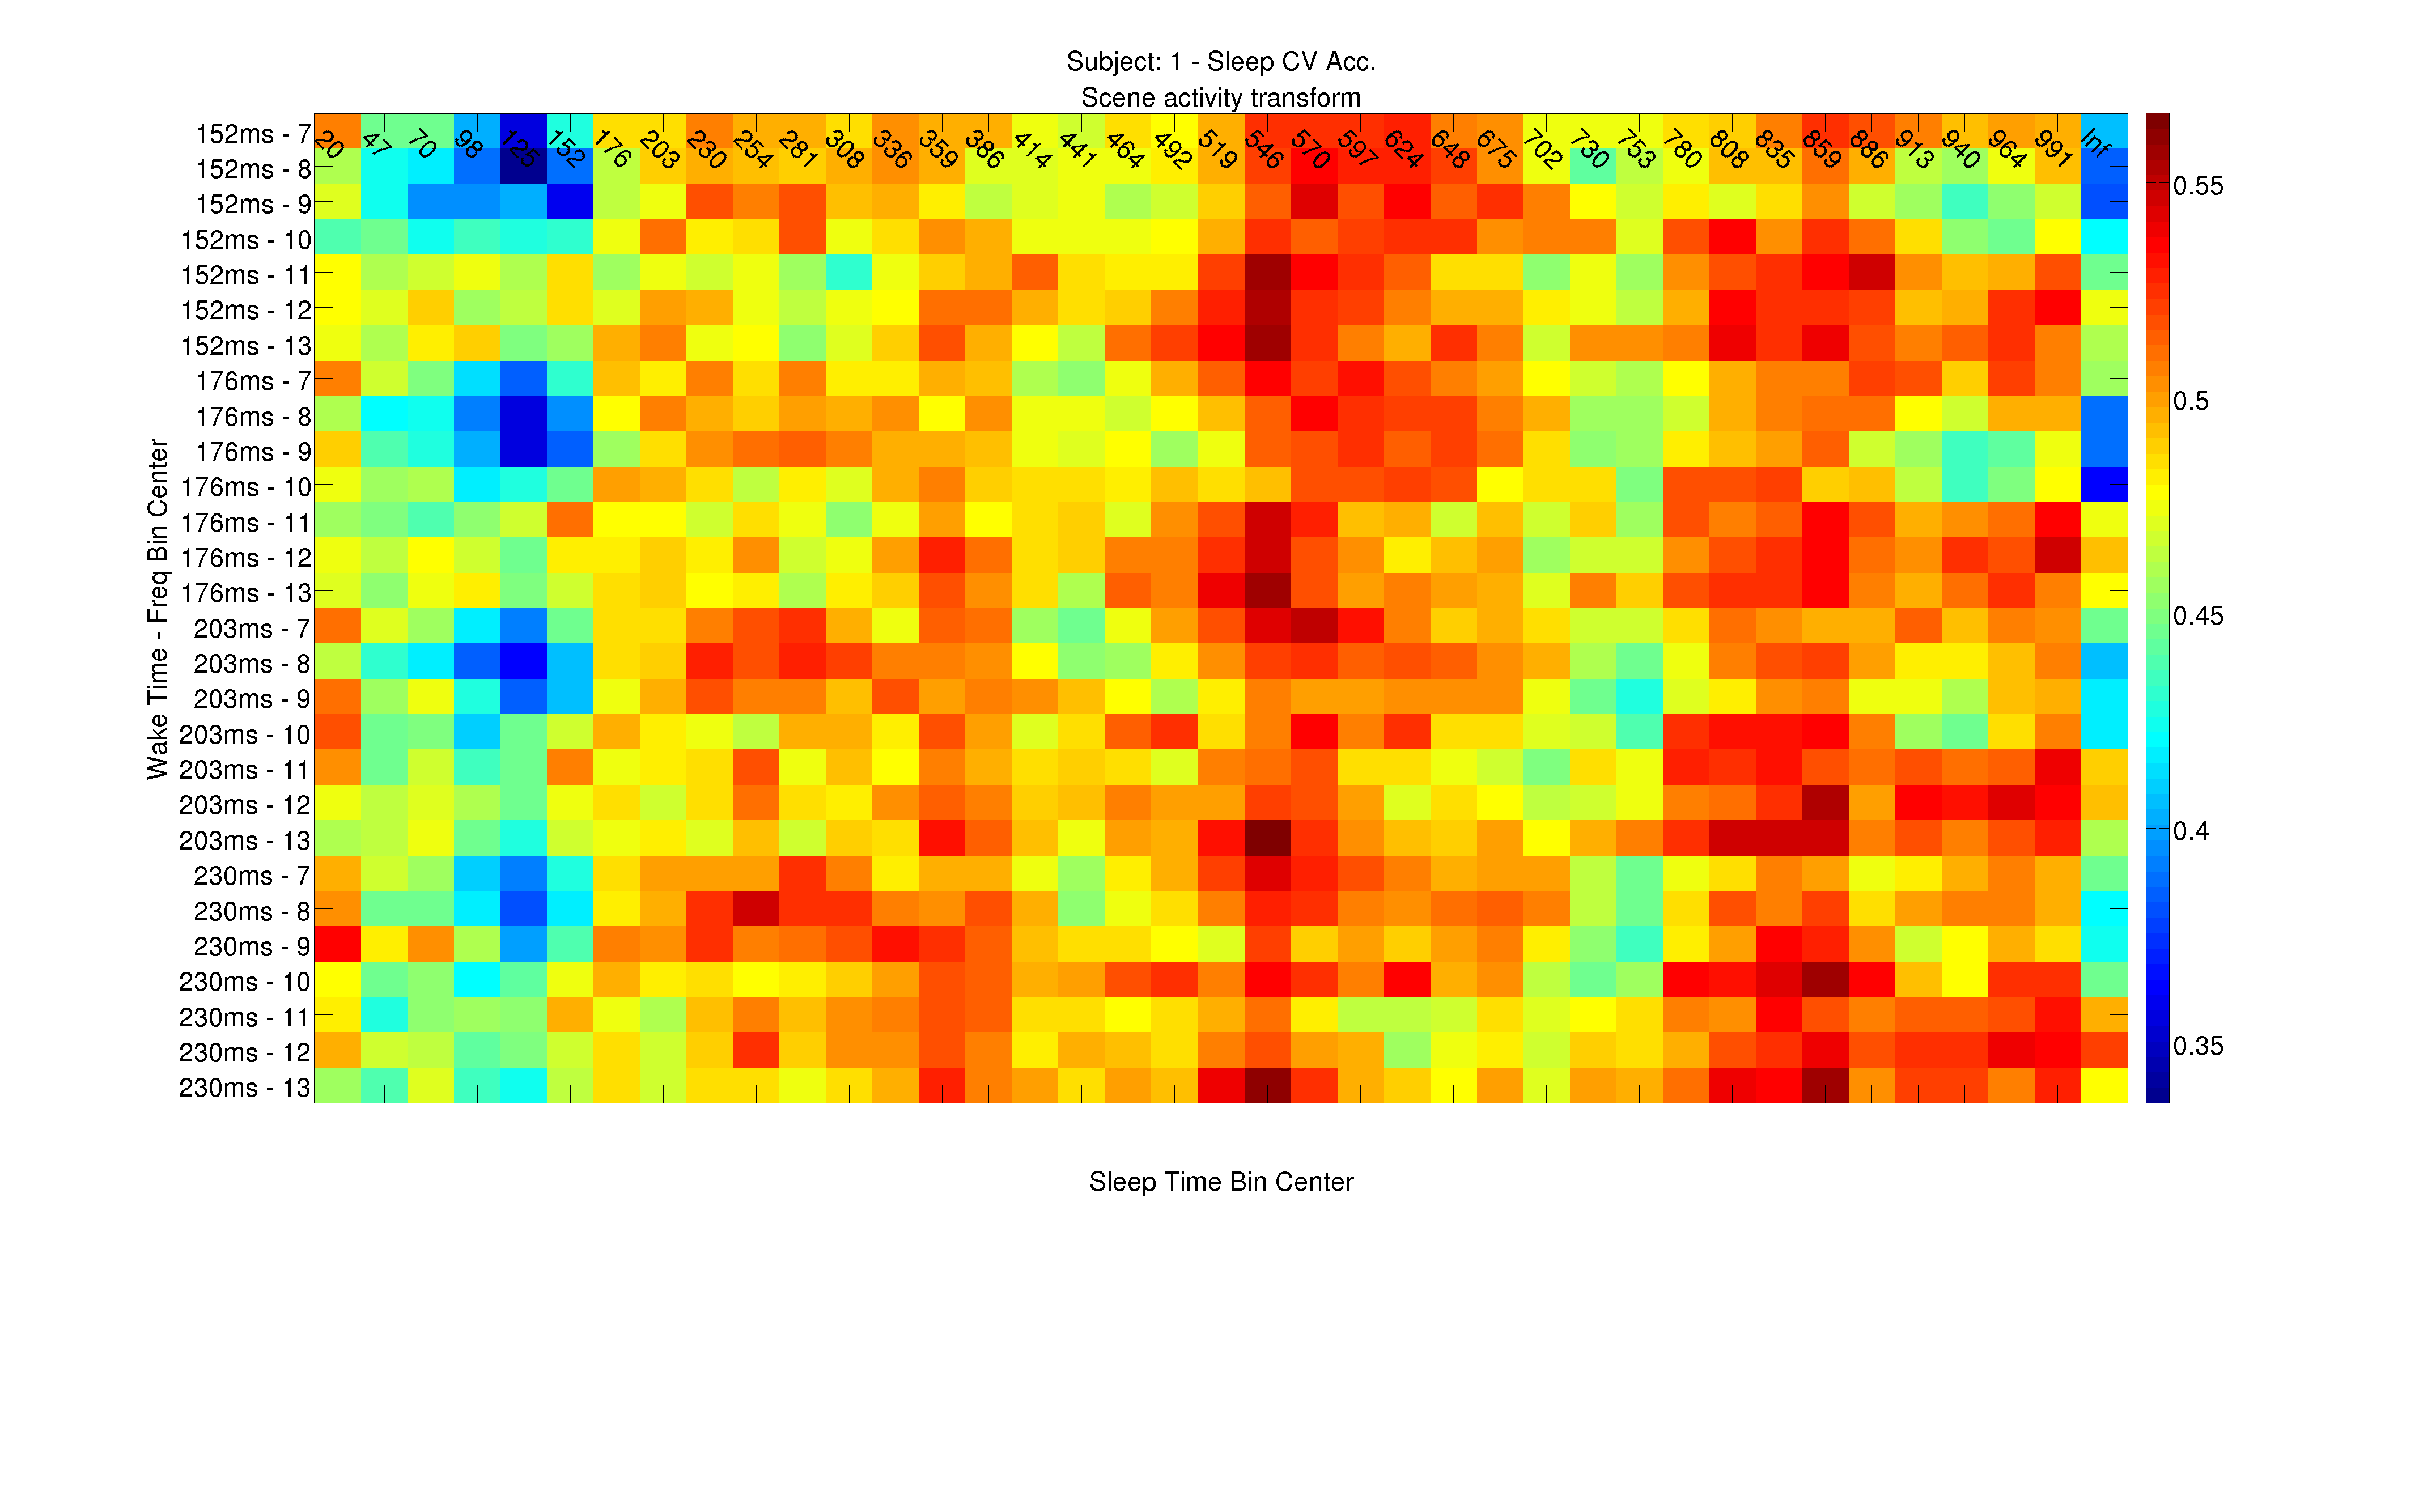 Subject: 1 - Sleep CV Acc.
Scene activity transform
20 47 70 98 125 152 176 203 230 254 281 308 336 359 386 414 441 464 492 519 546 570 597 624 648 675 702 730 753 780 808 835 859 886 913 940 964 991 Inf
152ms - 7
152ms - 8
152ms - 9
152ms - 10
152ms - 11
152ms - 12
152ms - 13
176ms - 7
176ms - 8
176ms - 9
176ms - 10
176ms - 11
176ms - 12
176ms - 13
203ms - 7
203ms - 8
203ms - 9
203ms - 10
203ms - 11
203ms - 12
203ms - 13
230ms - 7
230ms - 8
230ms - 9
230ms - 10
230ms - 11
230ms - 12
230ms - 13
Wake Time - Freq Bin Center
Sleep Time Bin Center
0.55
0.5
0.45
0.4
0.35